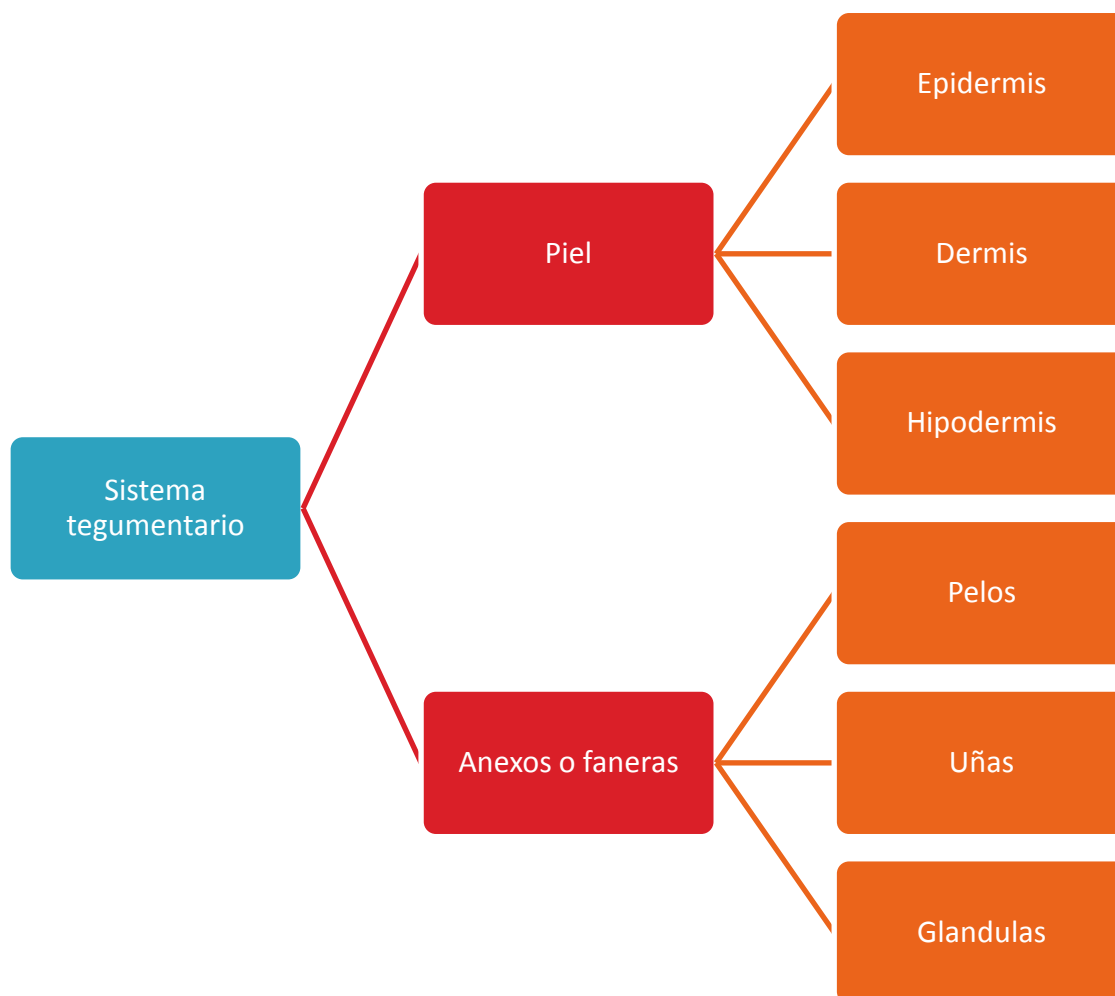 Sistema
tegumentario
Piel
Epidermis
Dermis
Hipodermis
Anexos o faneras
Pelos
Uñas
Glandulas